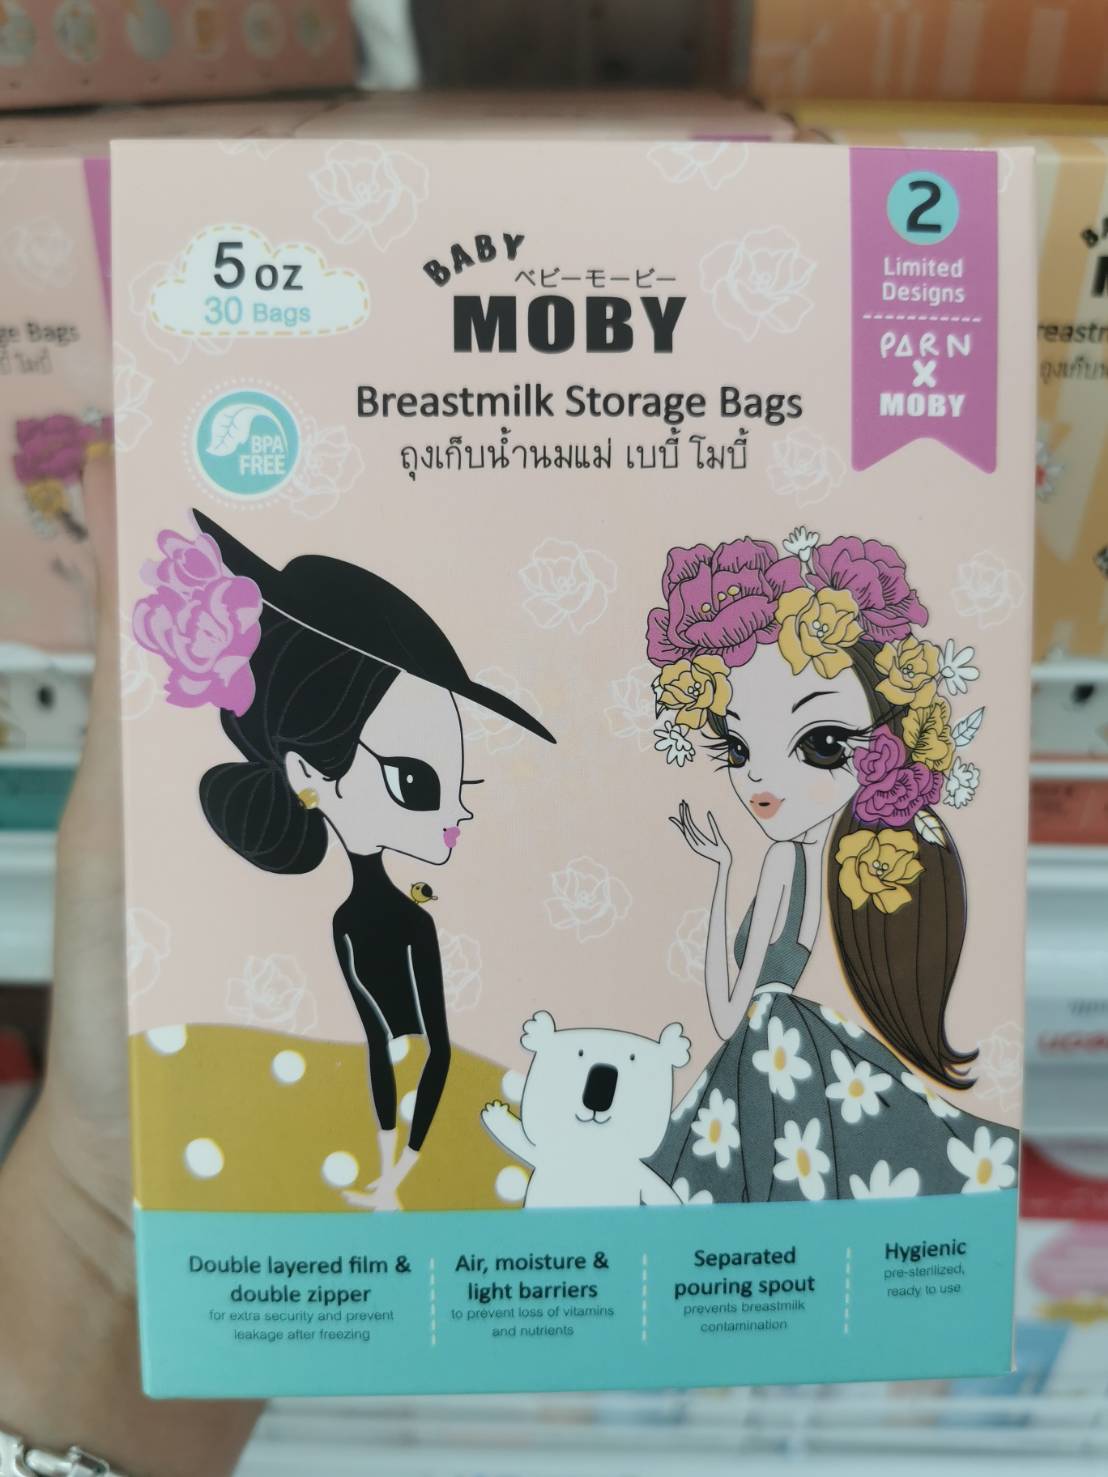 5 oz
30 Bags
BABY
ベビーモービー
MOBY
Breastmilk Storage Bags
ถุงเก็บน้ำนมแม่ เบบี้ โมบี้
2
Limited
Designs
PARN
X
MOBY
BPA
FREE
Double layered film &
double zipper
for extra security and prevent
leakage after freezing
Air, moisture &
light barriers
to prevent loss of vitamins
and nutrients
Separated
pouring spout
prevents breastmilk
contamination
Hygienic
pre-sterilized,
ready to use